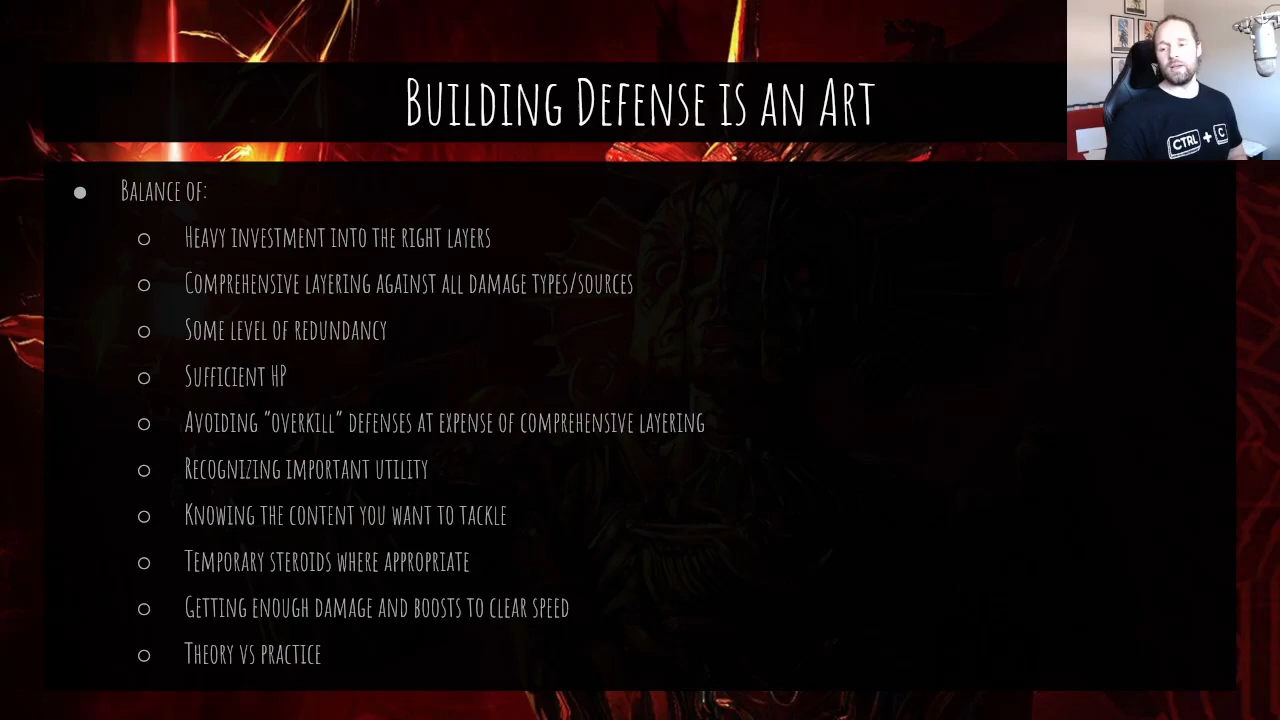 Building Defense is an Art
Balance of:
Heavy investment into the right layers
Comprehensive layering against all damage types/sources
Some level of redundancy
Sufficient HP
Avoiding "overkill" defenses at expense of comprehensive layering
Recognizing important utility
Knowing the content you want to tackle
Temporary steroids where appropriate
Getting enough damage and boosts to clear speed
Theory vs practice
CTRL + C